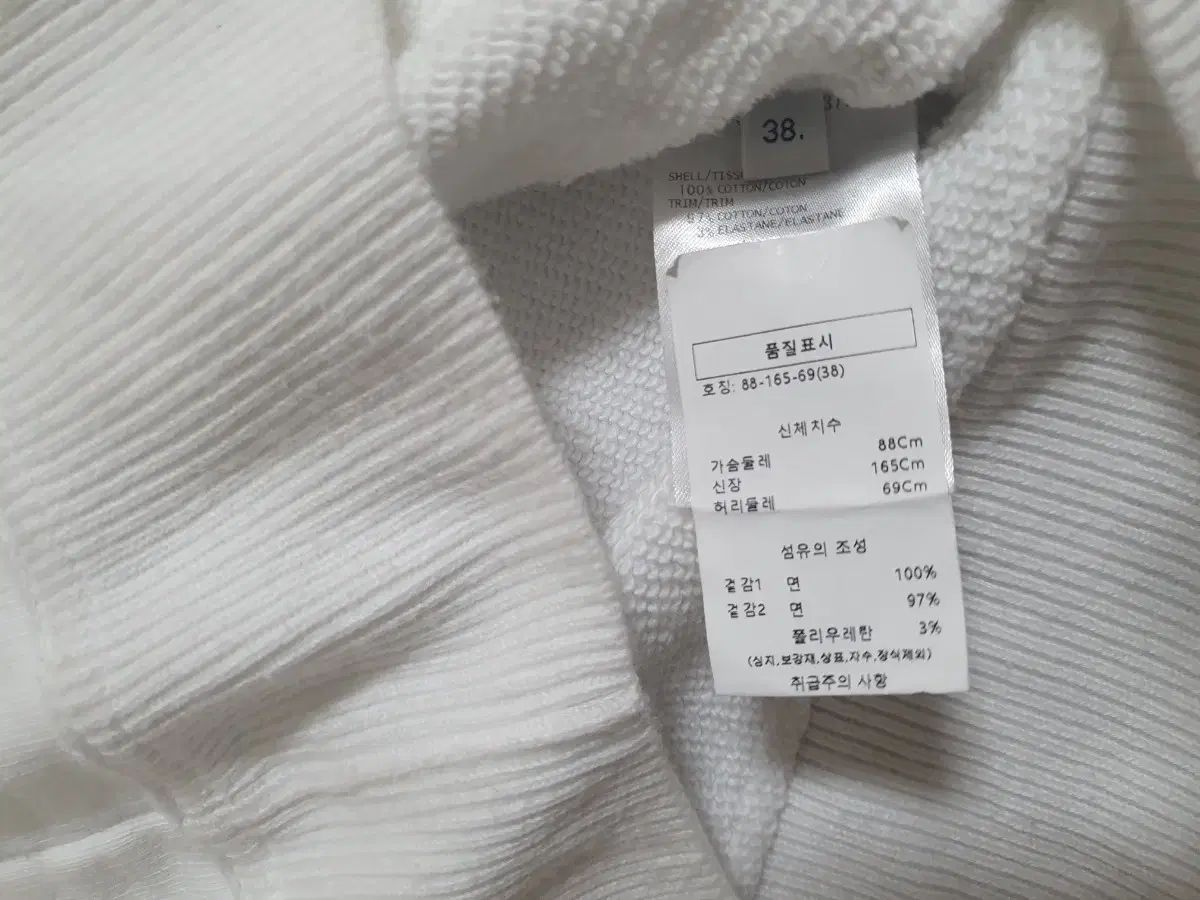 38.
SHELL/TISS
100% COTTON/COTON
TRIM/TRIM
97% COTTON/COTON
3% ELASTANE/ELASTANE
품질표시
호칭: 88-165-69(38)
신체치수
가슴둘레 88Cm
신장 165Cm
허리둘레 69Cm
섬유의 조성
겉감1 면 100%
겉감2 면 97%
폴리우레탄 3%
(심지,보강재,상표,자수,장식제외)
취급주의 사항